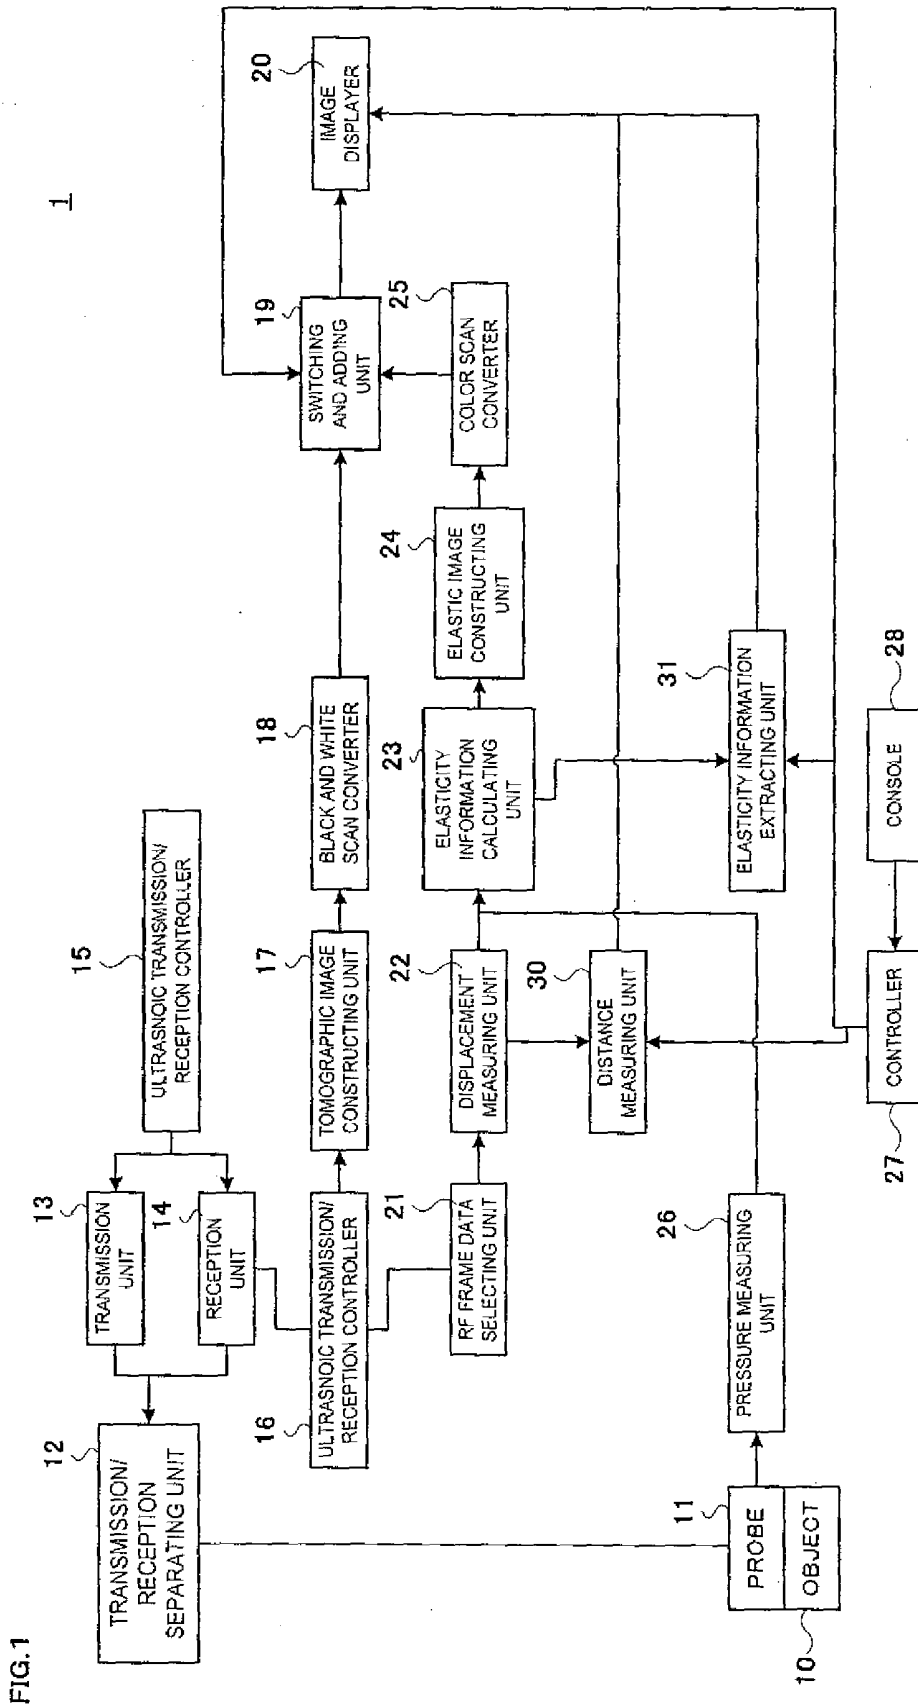 FIG.1
1
12
TRANSMISSION/
RECEPTION
SEPARATING UNIT
13
TRANSMISSION
UNIT
14
RECEPTION
UNIT
15
ULTRASNOIC TRANSMISSION/
RECEPTION CONTROLLER
16
ULTRASNOIC TRANSMISSION/
RECEPTION CONTROLLER
17
TOMOGRAPHIC IMAGE
CONSTRUCTING UNIT
18
BLACK AND WHITE
SCAN CONVERTER
19
SWITCHING
AND ADDING
UNIT
20
IMAGE
DISPLAYER
21
RF FRAME DATA
SELECTING UNIT
22
DISPLACEMENT
MEASURING UNIT
23
ELASTICITY
INFORMATION
CALCULATING
UNIT
24
ELASTIC IMAGE
CONSTRUCTING
UNIT
25
COLOR SCAN
CONVERTER
30
DISTANCE
MEASURING UNIT
11
PROBE
OBJECT
10
26
PRESSURE MEASURING
UNIT
31
ELASTICITY INFORMATION
EXTRACTING UNIT
CONTROLLER
27
28
CONSOLE